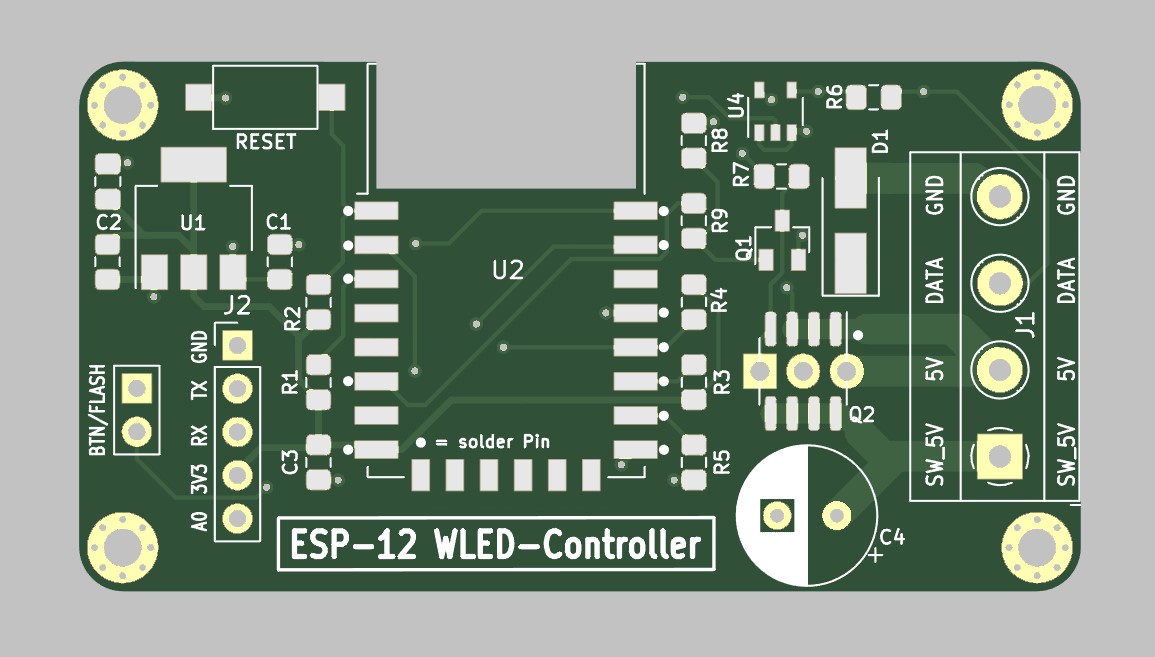 RESET
C2
U1
C1
J2
R2
R1
C3
GND
TX
RX
3V3
A0
BTN/FLASH
U2
● = solder Pin
ESP-12 WLED-Controller
R8
R9
R4
R3
R5
U4
R6
R7
D1
Q1
Q2
C4
+
GND
DATA
5V
SW_5V
J1
GND
DATA
5V
SW_5V